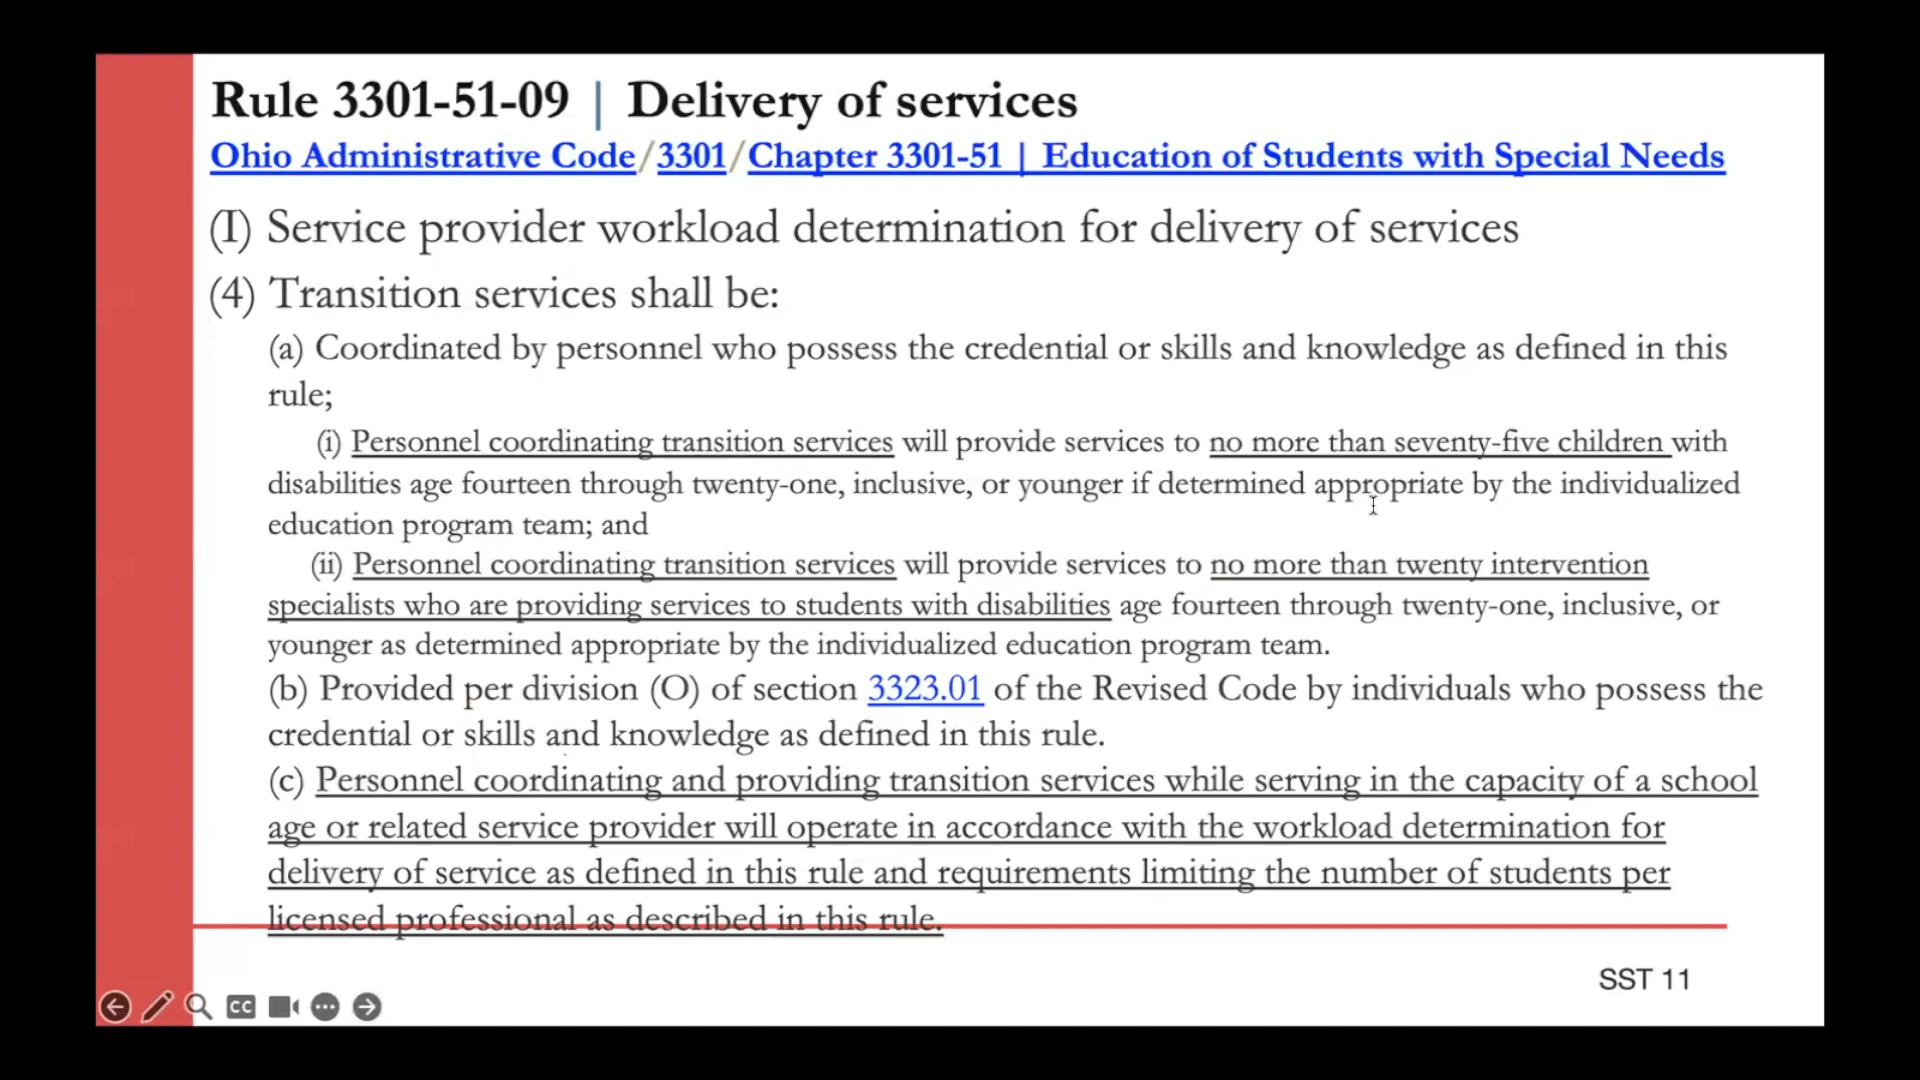 Rule 3301-51-09 | Delivery of services
Ohio Administrative Code/3301/Chapter 3301-51 | Education of Students with Special Needs
(I) Service provider workload determination for delivery of services
(4) Transition services shall be:
(a) Coordinated by personnel who possess the credential or skills and knowledge as defined in this
rule;
(i) Personnel coordinating transition services will provide services to no more than seventy-five children with
disabilities age fourteen through twenty-one, inclusive, or younger if determined appropriate by the individualized
education program team; and
(ii) Personnel coordinating transition services will provide services to no more than twenty intervention
specialists who are providing services to students with disabilities age fourteen through twenty-one, inclusive, or
younger as determined appropriate by the individualized education program team.
(b) Provided per division (O) of section 3323.01 of the Revised Code by individuals who possess the
credential or skills and knowledge as defined in this rule.
(c) Personnel coordinating and providing transition services while serving in the capacity of a school
age or related service provider will operate in accordance with the workload determination for
delivery of service as defined in this rule and requirements limiting the number of students per
licensed professional as described in this rule.
SST 11
CC